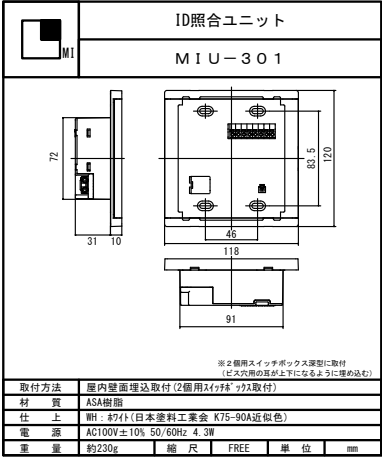 ID照合ユニット
MI
ＭＩＵ－３０１
72
31
10
83.5
120
46
118
91
※２個用スイッチボックス深型に取付
(ビス穴用の耳が上下になるように埋め込む)
取付方法 屋内壁面埋込取付(2個用ｽｲｯﾁﾎﾞｯｸｽ取付)
材　質 ASA樹脂
仕　上 WH：ﾎﾜｲﾄ(日本塗料工業会 K75-90A近似色)
電　源 AC100V±10% 50/60Hz 4.3W
重　量 約230g 縮　尺 FREE 単　位 mm